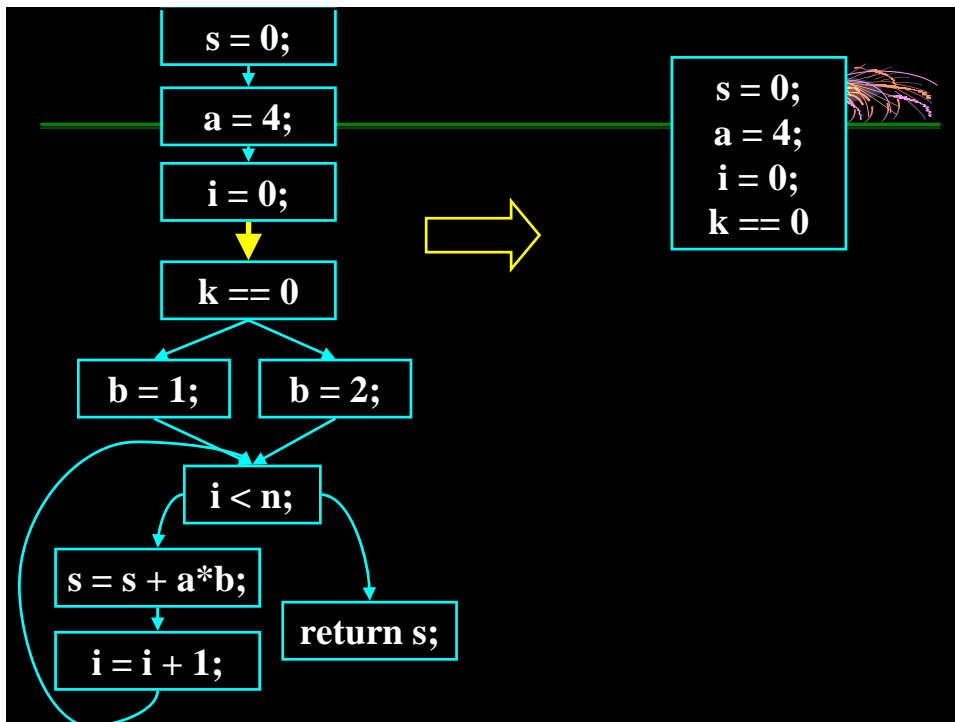 s = 0;
a = 4;
i = 0;
k == 0
b = 1;
b = 2;
i < n;
s = s + a*b;
return s;
i = i + 1;
s = 0;
a = 4;
i = 0;
k == 0